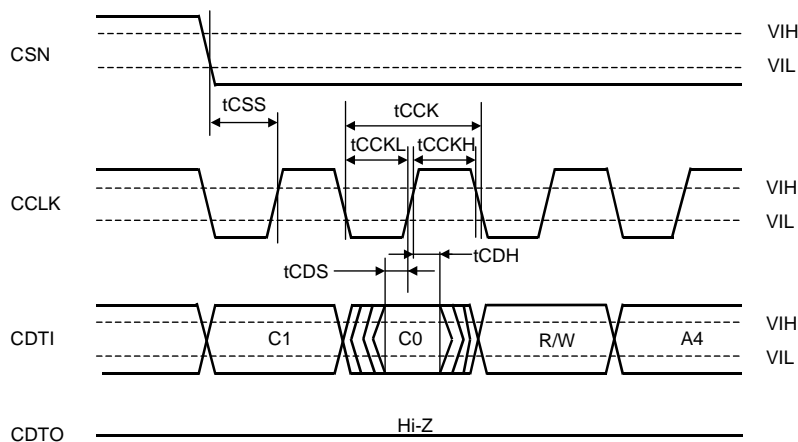 CSN
VIH
VIL
tCSS
tCCK
tCCKL
tCCKH
CCLK
VIH
VIL
tCDS
tCDH
CDTI
C1
C0
R/W
A4
VIH
VIL
CDTO
Hi-Z